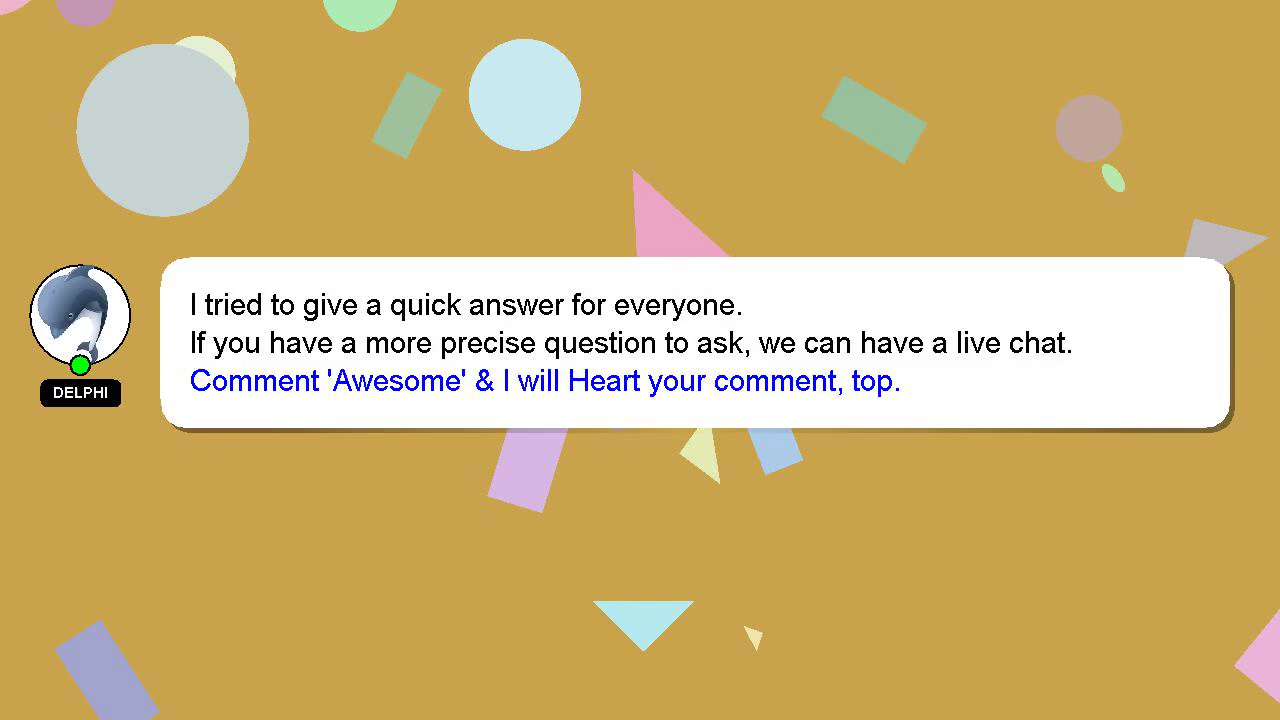 I tried to give a quick answer for everyone.
If you have a more precise question to ask, we can have a live chat.
Comment 'Awesome' & I will Heart your comment, top.
DELPHI